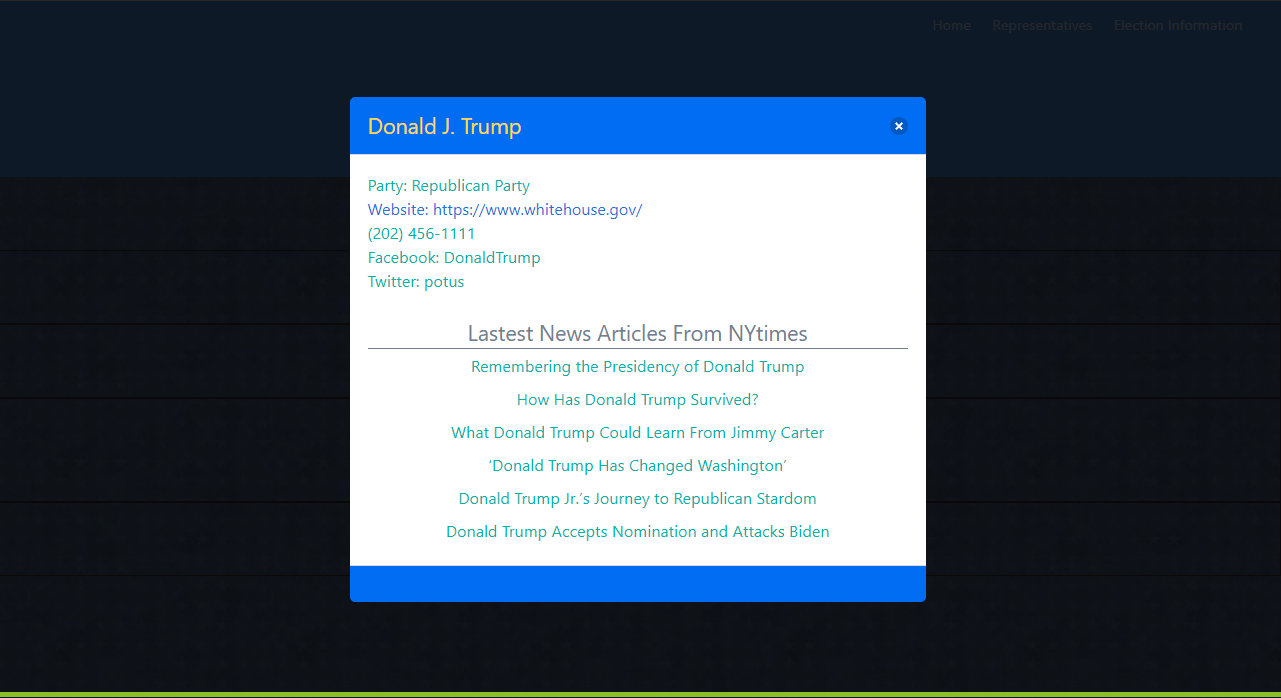 Home Representatives Election Information
Donald J. Trump
Party: Republican Party
Website: https://www.whitehouse.gov/
(202) 456-1111
Facebook: DonaldTrump
Twitter: potus
Lastest News Articles From NYtimes
Remembering the Presidency of Donald Trump
How Has Donald Trump Survived?
What Donald Trump Could Learn From Jimmy Carter
‘Donald Trump Has Changed Washington’
Donald Trump Jr.’s Journey to Republican Stardom
Donald Trump Accepts Nomination and Attacks Biden